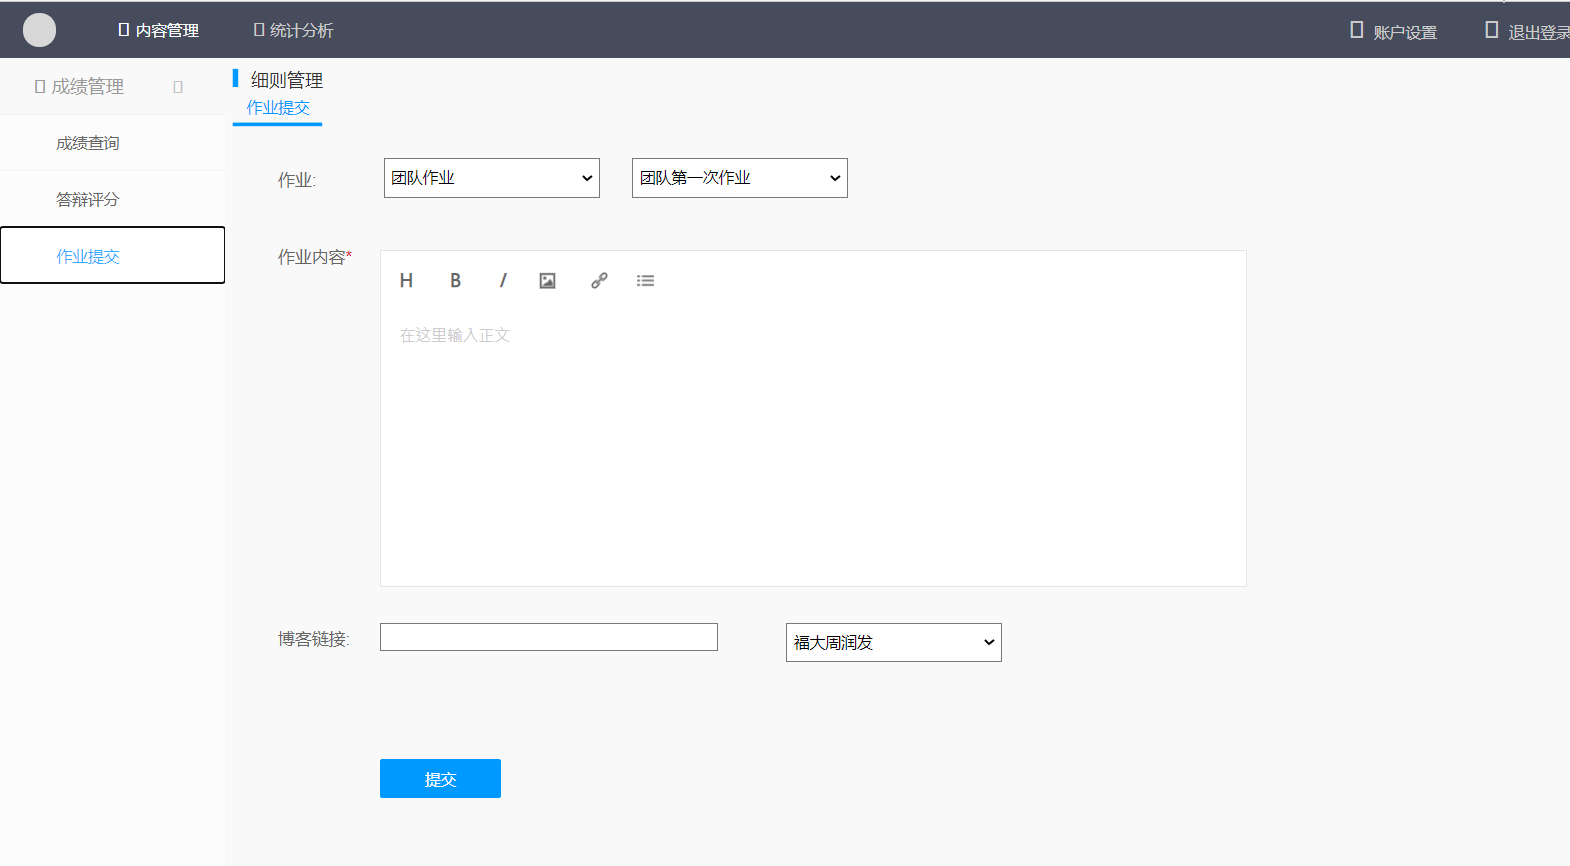 内容管理 统计分析 账户设置 退出登录
成绩管理
成绩查询
答辩评分
作业提交
细则管理
作业提交
作业: 团队作业 团队第一次作业
作业内容*
H B I
在这里输入正文
博客链接: 福大周润发
提交